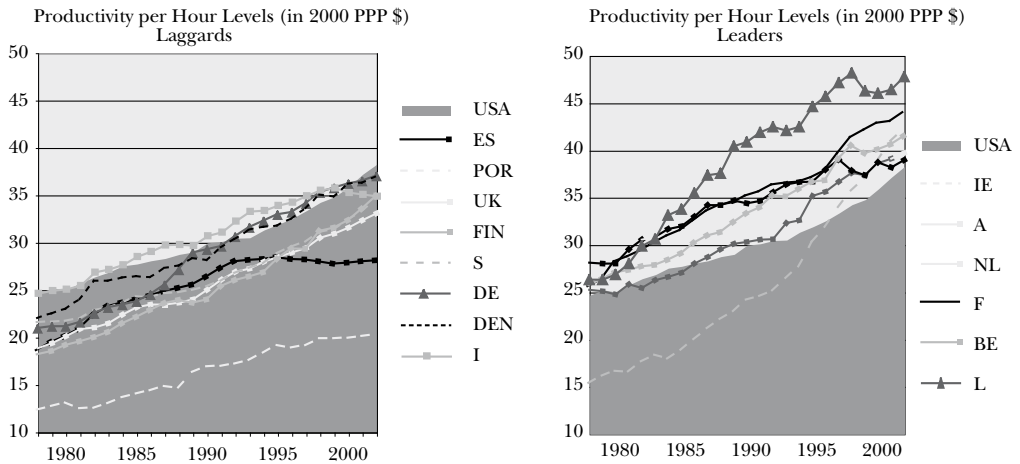 Productivity per Hour Levels (in 2000 PPP $)
Laggards
50
45
40
35
30
25
20
15
10
1980
1985
1990
1995
2000
USA
ES
POR
UK
FIN
S
DE
DEN
I
Productivity per Hour Levels (in 2000 PPP $)
Leaders
50
45
40
35
30
25
20
15
10
1980
1985
1990
1995
2000
USA
IE
A
NL
F
BE
L